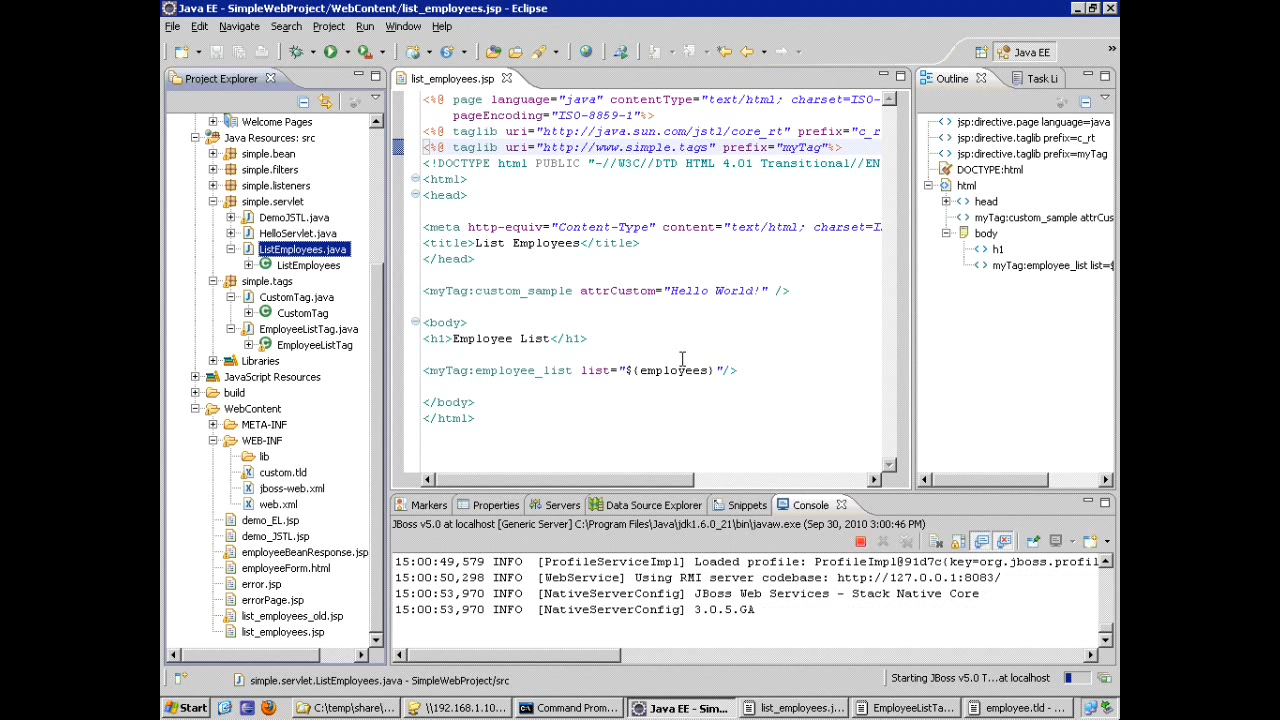 Java EE - SimpleWebProject/WebContent/list_employees.jsp - Eclipse
File Edit Navigate Search Project Run Window Help
Java EE
Project Explorer
Welcome Pages
Java Resources: src
simple.bean
simple.filters
simple.listeners
simple.servlet
DemoJSTL.java
HelloServlet.java
ListEmployees.java
ListEmployees
simple.tags
CustomTag.java
CustomTag
EmployeeListTag.java
EmployeeListTag
Libraries
JavaScript Resources
build
WebContent
META-INF
WEB-INF
lib
custom.tld
jboss-web.xml
web.xml
demo_EL.jsp
demo_JSTL.jsp
employeeBeanResponse.jsp
employeeForm.html
error.jsp
errorPage.jsp
list_employees_old.jsp
list_employees.jsp
list_employees.jsp
<%@ page language="java" contentType="text/html; charset=ISO-
pageEncoding="ISO-8859-1"%>
<%@ taglib uri="http://java.sun.com/jstl/core_rt" prefix="c_r
<%@ taglib uri="http://www.simple.tags" prefix="myTag"%>
<!DOCTYPE html PUBLIC "-//W3C//DTD HTML 4.01 Transitional//EN
<html>
<head>
<meta http-equiv="Content-Type" content="text/html; charset=I
<title>List Employees</title>
</head>
<myTag:custom_sample attrCustom="Hello World!" />
<body>
<h1>Employee List</h1>
<myTag:employee_list list="${employees}"/>
</body>
</html>
Outline Task Li
jsp:directive.page language=java
jsp:directive.taglib prefix=c_rt
jsp:directive.taglib prefix=myTag
DOCTYPE:html
html
head
myTag:custom_sample attrCus
body
h1
myTag:employee_list list=$
Markers Properties Servers Data Source Explorer Snippets Console
JBoss v5.0 at localhost [Generic Server] C:\Program Files\Java\jdk1.6.0_21\bin\javaw.exe (Sep 30, 2010 3:00:46 PM)
15:00:49,579 INFO [ProfileServiceImpl] Loaded profile: ProfileImpl@91d7c{key=org.jboss.profil
15:00:50,298 INFO [WebService] Using RMI server codebase: http://127.0.0.1:8083/
15:00:53,970 INFO [NativeServerConfig] JBoss Web Services - Stack Native Core
15:00:53,970 INFO [NativeServerConfig] 3.0.5.GA
simple.servlet.ListEmployees.java - SimpleWebProject/src
Starting JBoss v5.0 T...at localhost
Start C:\temp\share\... \\192.168.1.10... Command Prom... Java EE - Sim... list_employees.j... EmployeeListTa... employee.tld - ...